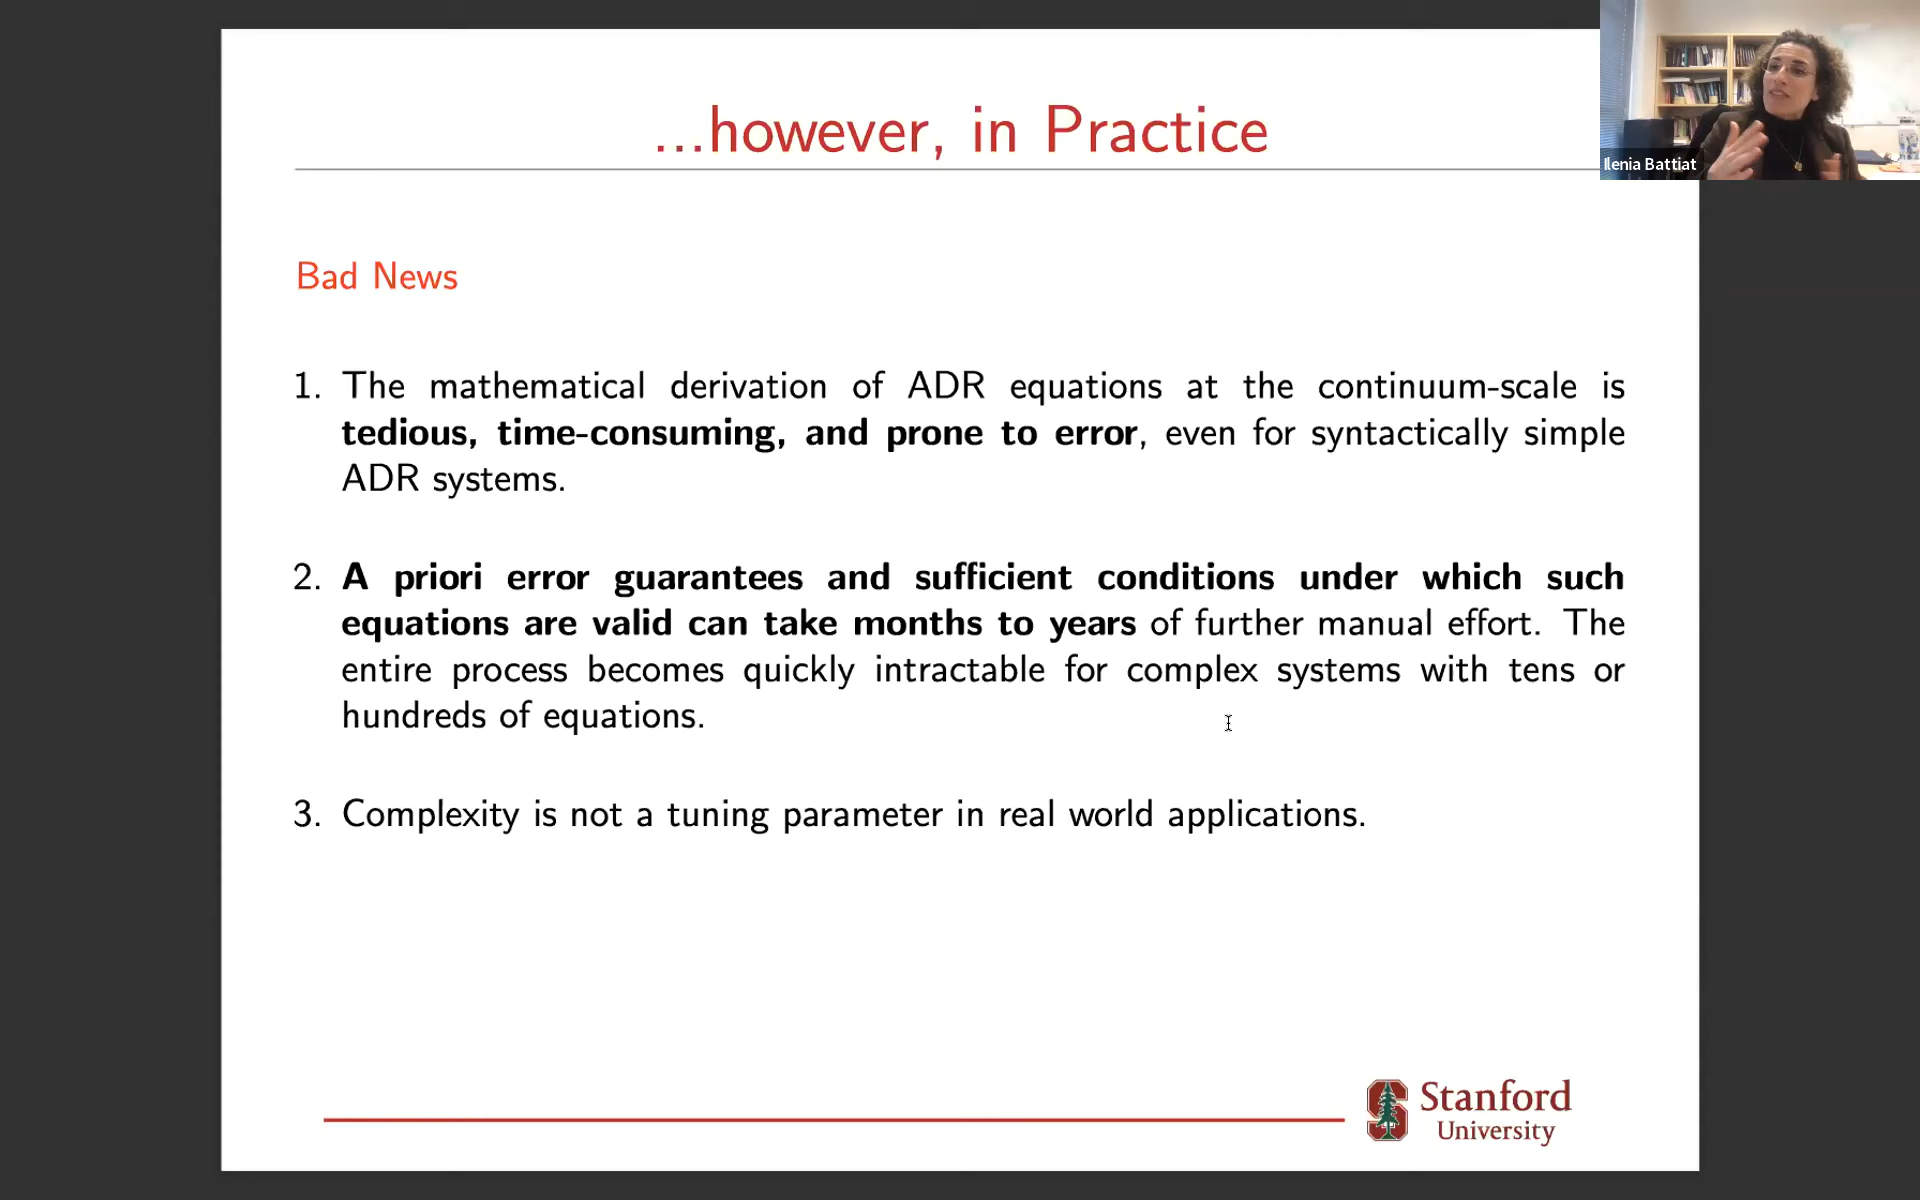 ...however, in Practice
Ilenia Battiat
Bad News
1. The mathematical derivation of ADR equations at the continuum-scale is
tedious, time-consuming, and prone to error, even for syntactically simple
ADR systems.
2. A priori error guarantees and sufficient conditions under which such
equations are valid can take months to years of further manual effort. The
entire process becomes quickly intractable for complex systems with tens or
hundreds of equations.
3. Complexity is not a tuning parameter in real world applications.
Stanford
University